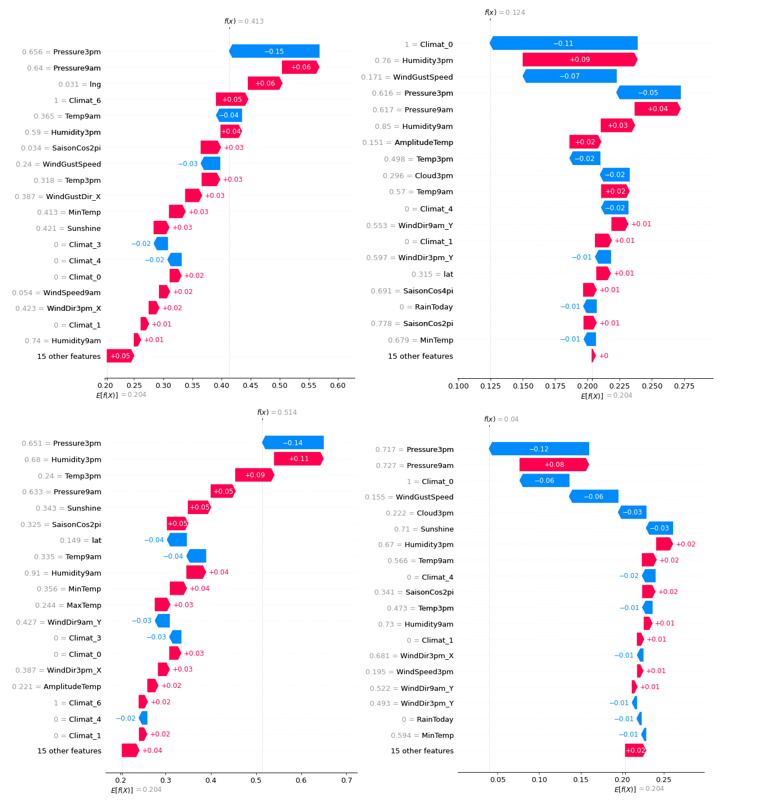 f(x) = 0.413
0.656 = Pressure3pm −0.15
0.64 = Pressure9am +0.06
0.031 = lng +0.06
1 = Climat_6 +0.05
0.365 = Temp9am −0.04
0.59 = Humidity3pm +0.04
0.034 = SaisonCos2pi +0.03
0.24 = WindGustSpeed −0.03
0.318 = Temp3pm +0.03
0.387 = WindGustDir_X +0.03
0.413 = MinTemp +0.03
0.421 = Sunshine +0.03
0 = Climat_3 −0.02
0 = Climat_4 −0.02
0 = Climat_0 +0.02
0.054 = WindSpeed9am +0.02
0.423 = WindDir3pm_X +0.02
0 = Climat_1 +0.01
0.74 = Humidity9am +0.01
15 other features +0.05
0.20 0.25 0.30 0.35 0.40 0.45 0.50 0.55 0.60
E[f(X)] = 0.204
f(x) = 0.124
1 = Climat_0 −0.11
0.76 = Humidity3pm +0.09
0.171 = WindGustSpeed −0.07
0.616 = Pressure3pm −0.05
0.617 = Pressure9am +0.04
0.85 = Humidity9am +0.03
0.151 = AmplitudeTemp +0.02
0.498 = Temp3pm −0.02
0.296 = Cloud3pm −0.02
0.57 = Temp9am +0.02
0 = Climat_4 −0.02
0.553 = WindDir9am_Y +0.01
0 = Climat_1 +0.01
0.597 = WindDir3pm_Y −0.01
0.315 = lat +0.01
0.691 = SaisonCos4pi +0.01
0 = RainToday −0.01
0.778 = SaisonCos2pi +0.01
0.679 = MinTemp −0.01
15 other features +0
0.100 0.125 0.150 0.175 0.200 0.225 0.250 0.275
E[f(X)] = 0.204
f(x) = 0.514
0.651 = Pressure3pm −0.14
0.68 = Humidity3pm +0.11
0.24 = Temp3pm +0.09
0.633 = Pressure9am +0.05
0.343 = Sunshine +0.05
0.325 = SaisonCos2pi +0.05
0.149 = lat −0.04
0.335 = Temp9am −0.04
0.91 = Humidity9am +0.04
0.356 = MinTemp +0.04
0.244 = MaxTemp +0.03
0.427 = WindDir9am_Y −0.03
0 = Climat_3 −0.03
0 = Climat_0 +0.03
0.387 = WindDir3pm_X +0.03
0.221 = AmplitudeTemp +0.02
1 = Climat_6 +0.02
0 = Climat_4 −0.02
0 = Climat_1 +0.02
15 other features +0.04
0.2 0.3 0.4 0.5 0.6 0.7
E[f(X)] = 0.204
f(x) = 0.04
0.717 = Pressure3pm −0.12
0.727 = Pressure9am +0.08
1 = Climat_0 −0.06
0.155 = WindGustSpeed −0.06
0.222 = Cloud3pm −0.03
0.71 = Sunshine −0.03
0.67 = Humidity3pm +0.02
0.566 = Temp9am +0.02
0 = Climat_4 −0.02
0.341 = SaisonCos2pi +0.02
0.473 = Temp3pm −0.01
0.73 = Humidity9am +0.01
0 = Climat_1 +0.01
0.681 = WindDir3pm_X −0.01
0.195 = WindSpeed3pm +0.01
0.522 = WindDir9am_Y +0.01
0.493 = WindDir3pm_Y −0.01
0 = RainToday −0.01
0.594 = MinTemp −0.01
15 other features +0.02
0.05 0.10 0.15 0.20 0.25
E[f(X)] = 0.204